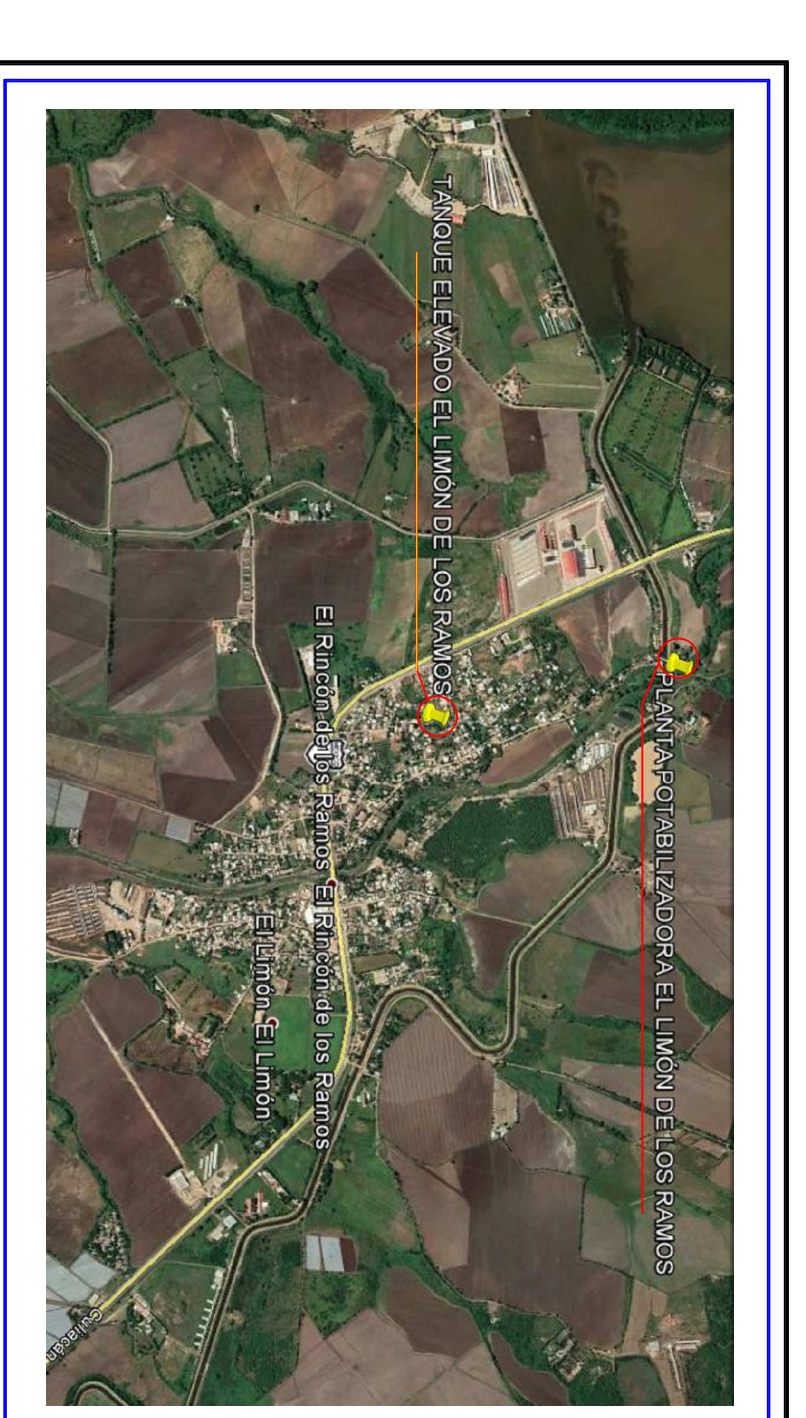 PLANTA POTABILIZADORA EL LIMÓN DE LOS RAMOS
TANQUE ELEVADO EL LIMÓN DE LOS RAMOS
El Rincón de los Ramos El Rincón de los Ramos
El Limón El Limón
Culiacán